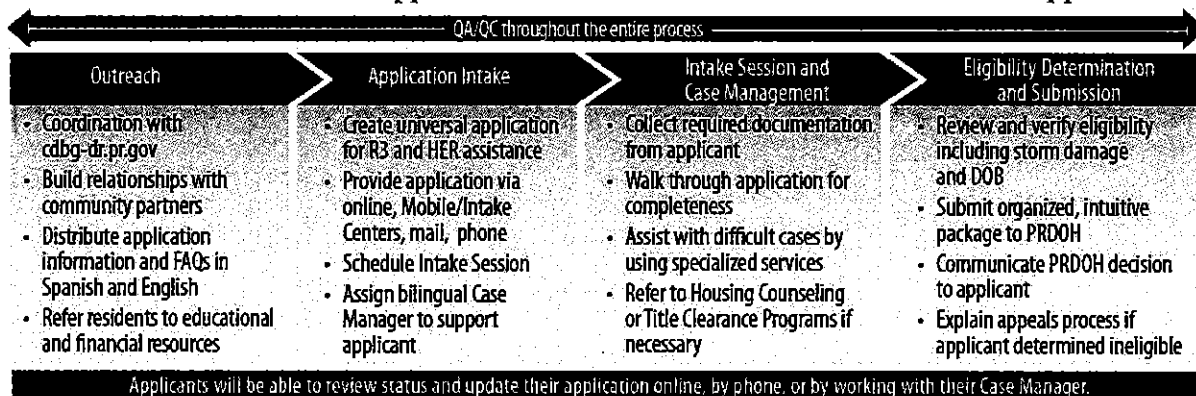 QA/QC throughout the entire process
Outreach
• Coordination with
cdbg-dr.pr.gov
• Build relationships with
community partners
• Distribute application
information and FAQs in
Spanish and English
• Refer residents to educational
and financial resources
Application Intake
• Create universal application
for R3 and HER assistance
• Provide application via
online, Mobile/Intake
Centers, mail, phone
• Schedule Intake Session
• Assign bilingual Case
Manager to support
applicant
Intake Session and
Case Management
• Collect required documentation
from applicant
• Walk through application for
completeness
• Assist with difficult cases by
using specialized services
• Refer to Housing Counseling
or Title Clearance Programs if
necessary
Eligibility Determination
and Submission
• Review and verify eligibility
including storm damage
and DOB
• Submit organized, intuitive
package to PRDOH
• Communicate PRDOH decision
to applicant
• Explain appeals process if
applicant determined ineligible
Applicants will be able to review status and update their application online, by phone, or by working with their Case Manager.